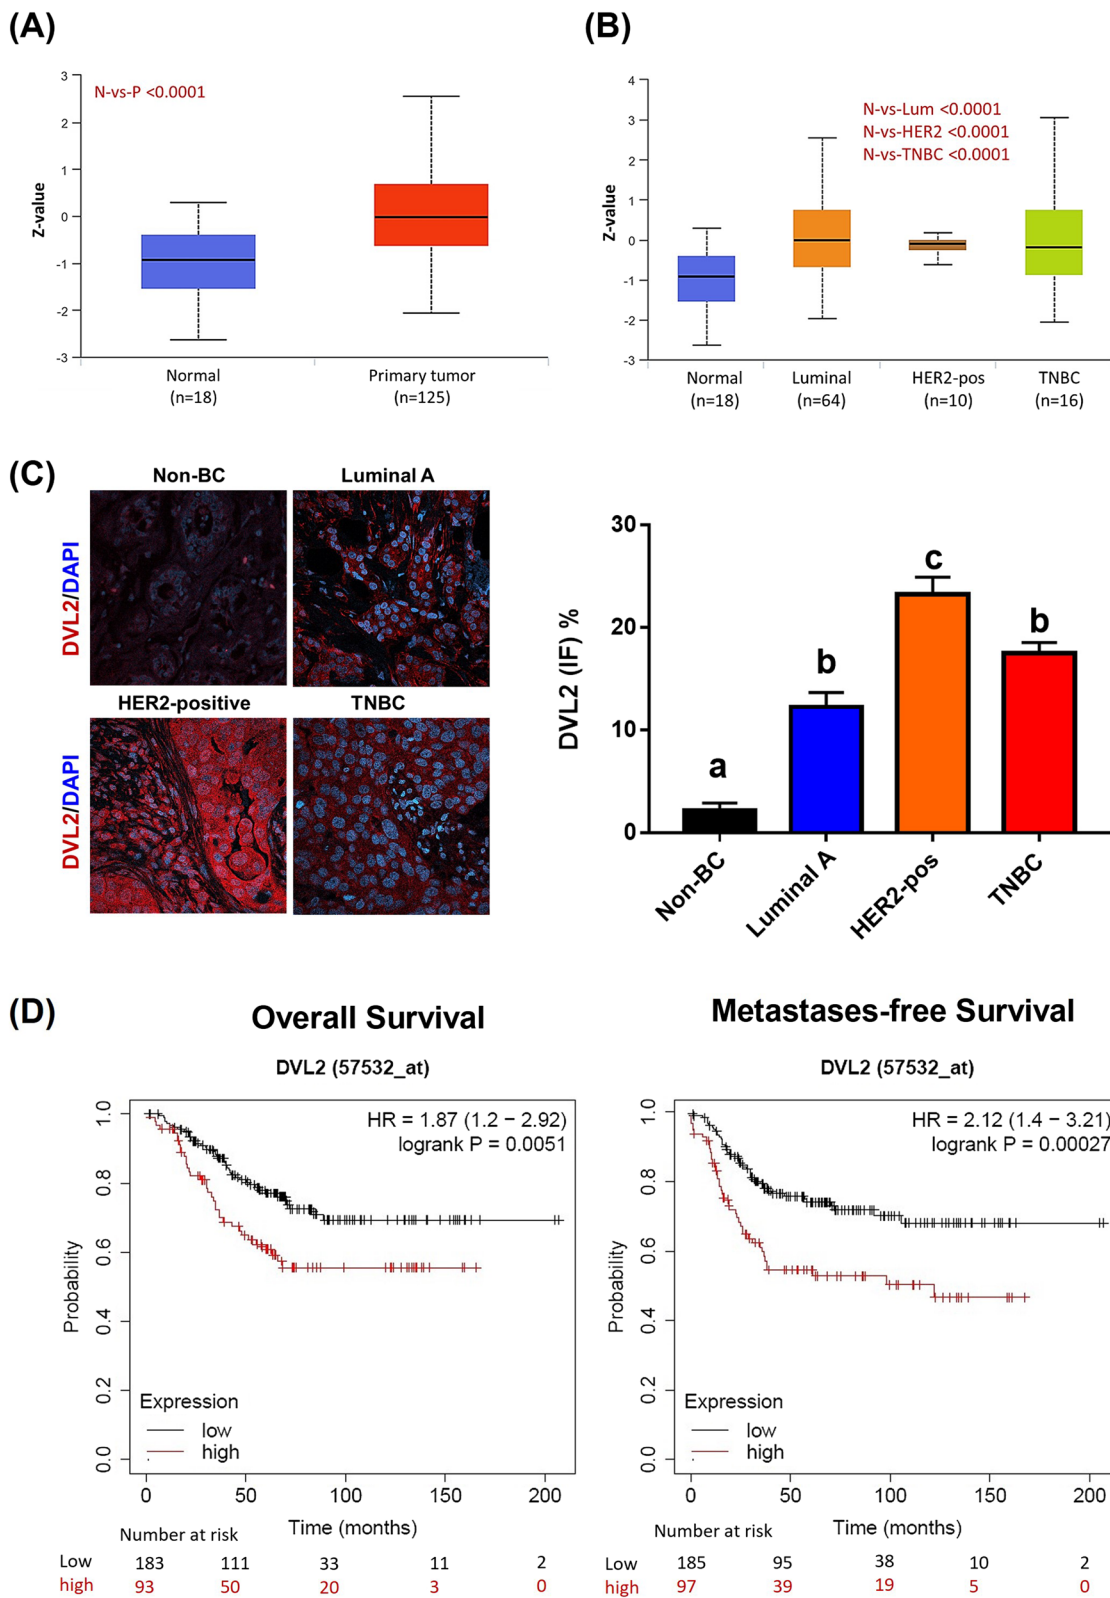 (A)
3
2
1
0
-1
-2
-3
Z-value
N-vs-P <0.0001
Normal
(n=18)
Primary tumor
(n=125)
(B)
4
3
2
1
0
-1
-2
-3
Z-value
N-vs-Lum <0.0001
N-vs-HER2 <0.0001
N-vs-TNBC <0.0001
Normal
(n=18)
Luminal
(n=64)
HER2-pos
(n=10)
TNBC
(n=16)
(C)
Non-BC
Luminal A
DVL2/DAPI
HER2-positive
TNBC
DVL2/DAPI
30
20
10
0
DVL2 (IF) %
a
b
c
b
Non-BC
Luminal A
HER2-pos
TNBC
(D)
Overall Survival
DVL2 (57532_at)
HR = 1.87 (1.2 − 2.92)
logrank P = 0.0051
1.0
0.8
0.6
0.4
0.2
0.0
Probability
Expression
low
high
0 50 100 150 200
Time (months)
Number at risk
Low 183 111 33 11 2
high 93 50 20 3 0
Metastases-free Survival
DVL2 (57532_at)
HR = 2.12 (1.4 − 3.21)
logrank P = 0.00027
1.0
0.8
0.6
0.4
0.2
0.0
Probability
Expression
low
high
0 50 100 150 200
Time (months)
Number at risk
Low 185 95 38 10 2
high 97 39 19 5 0